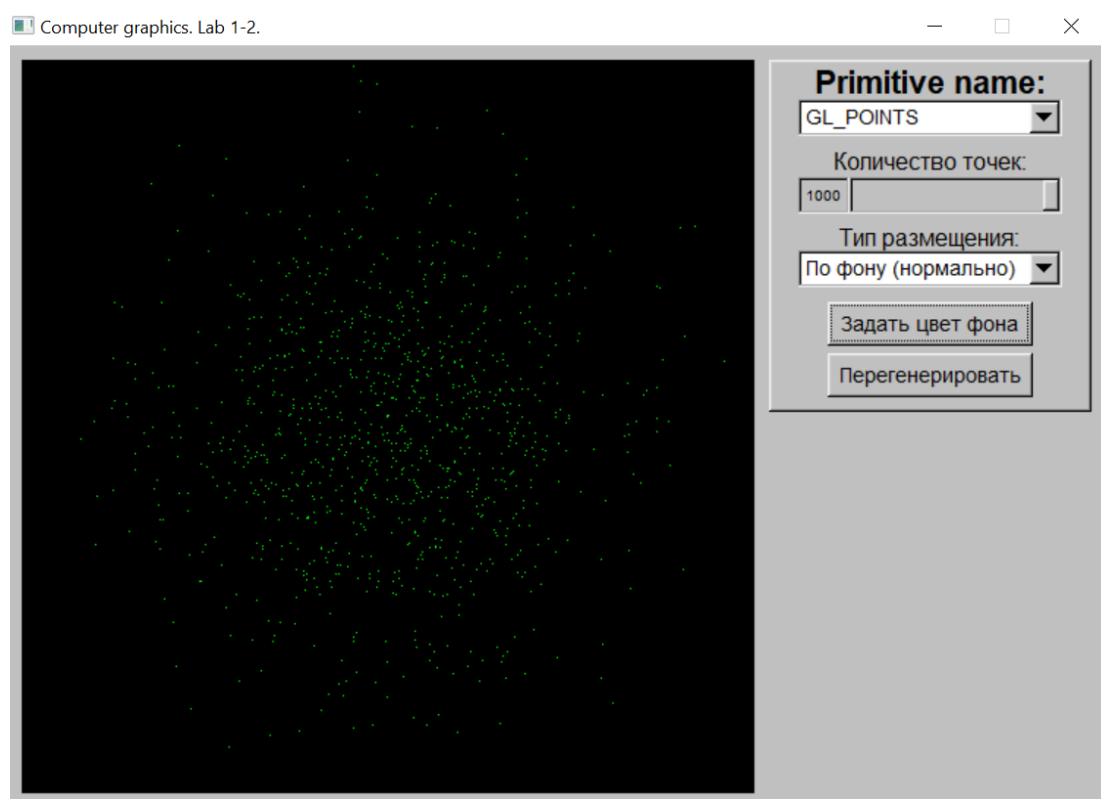 Computer graphics. Lab 1-2.
Primitive name:
GL_POINTS
Количество точек:
1000
Тип размещения:
По фону (нормально)
Задать цвет фона
Перегенерировать